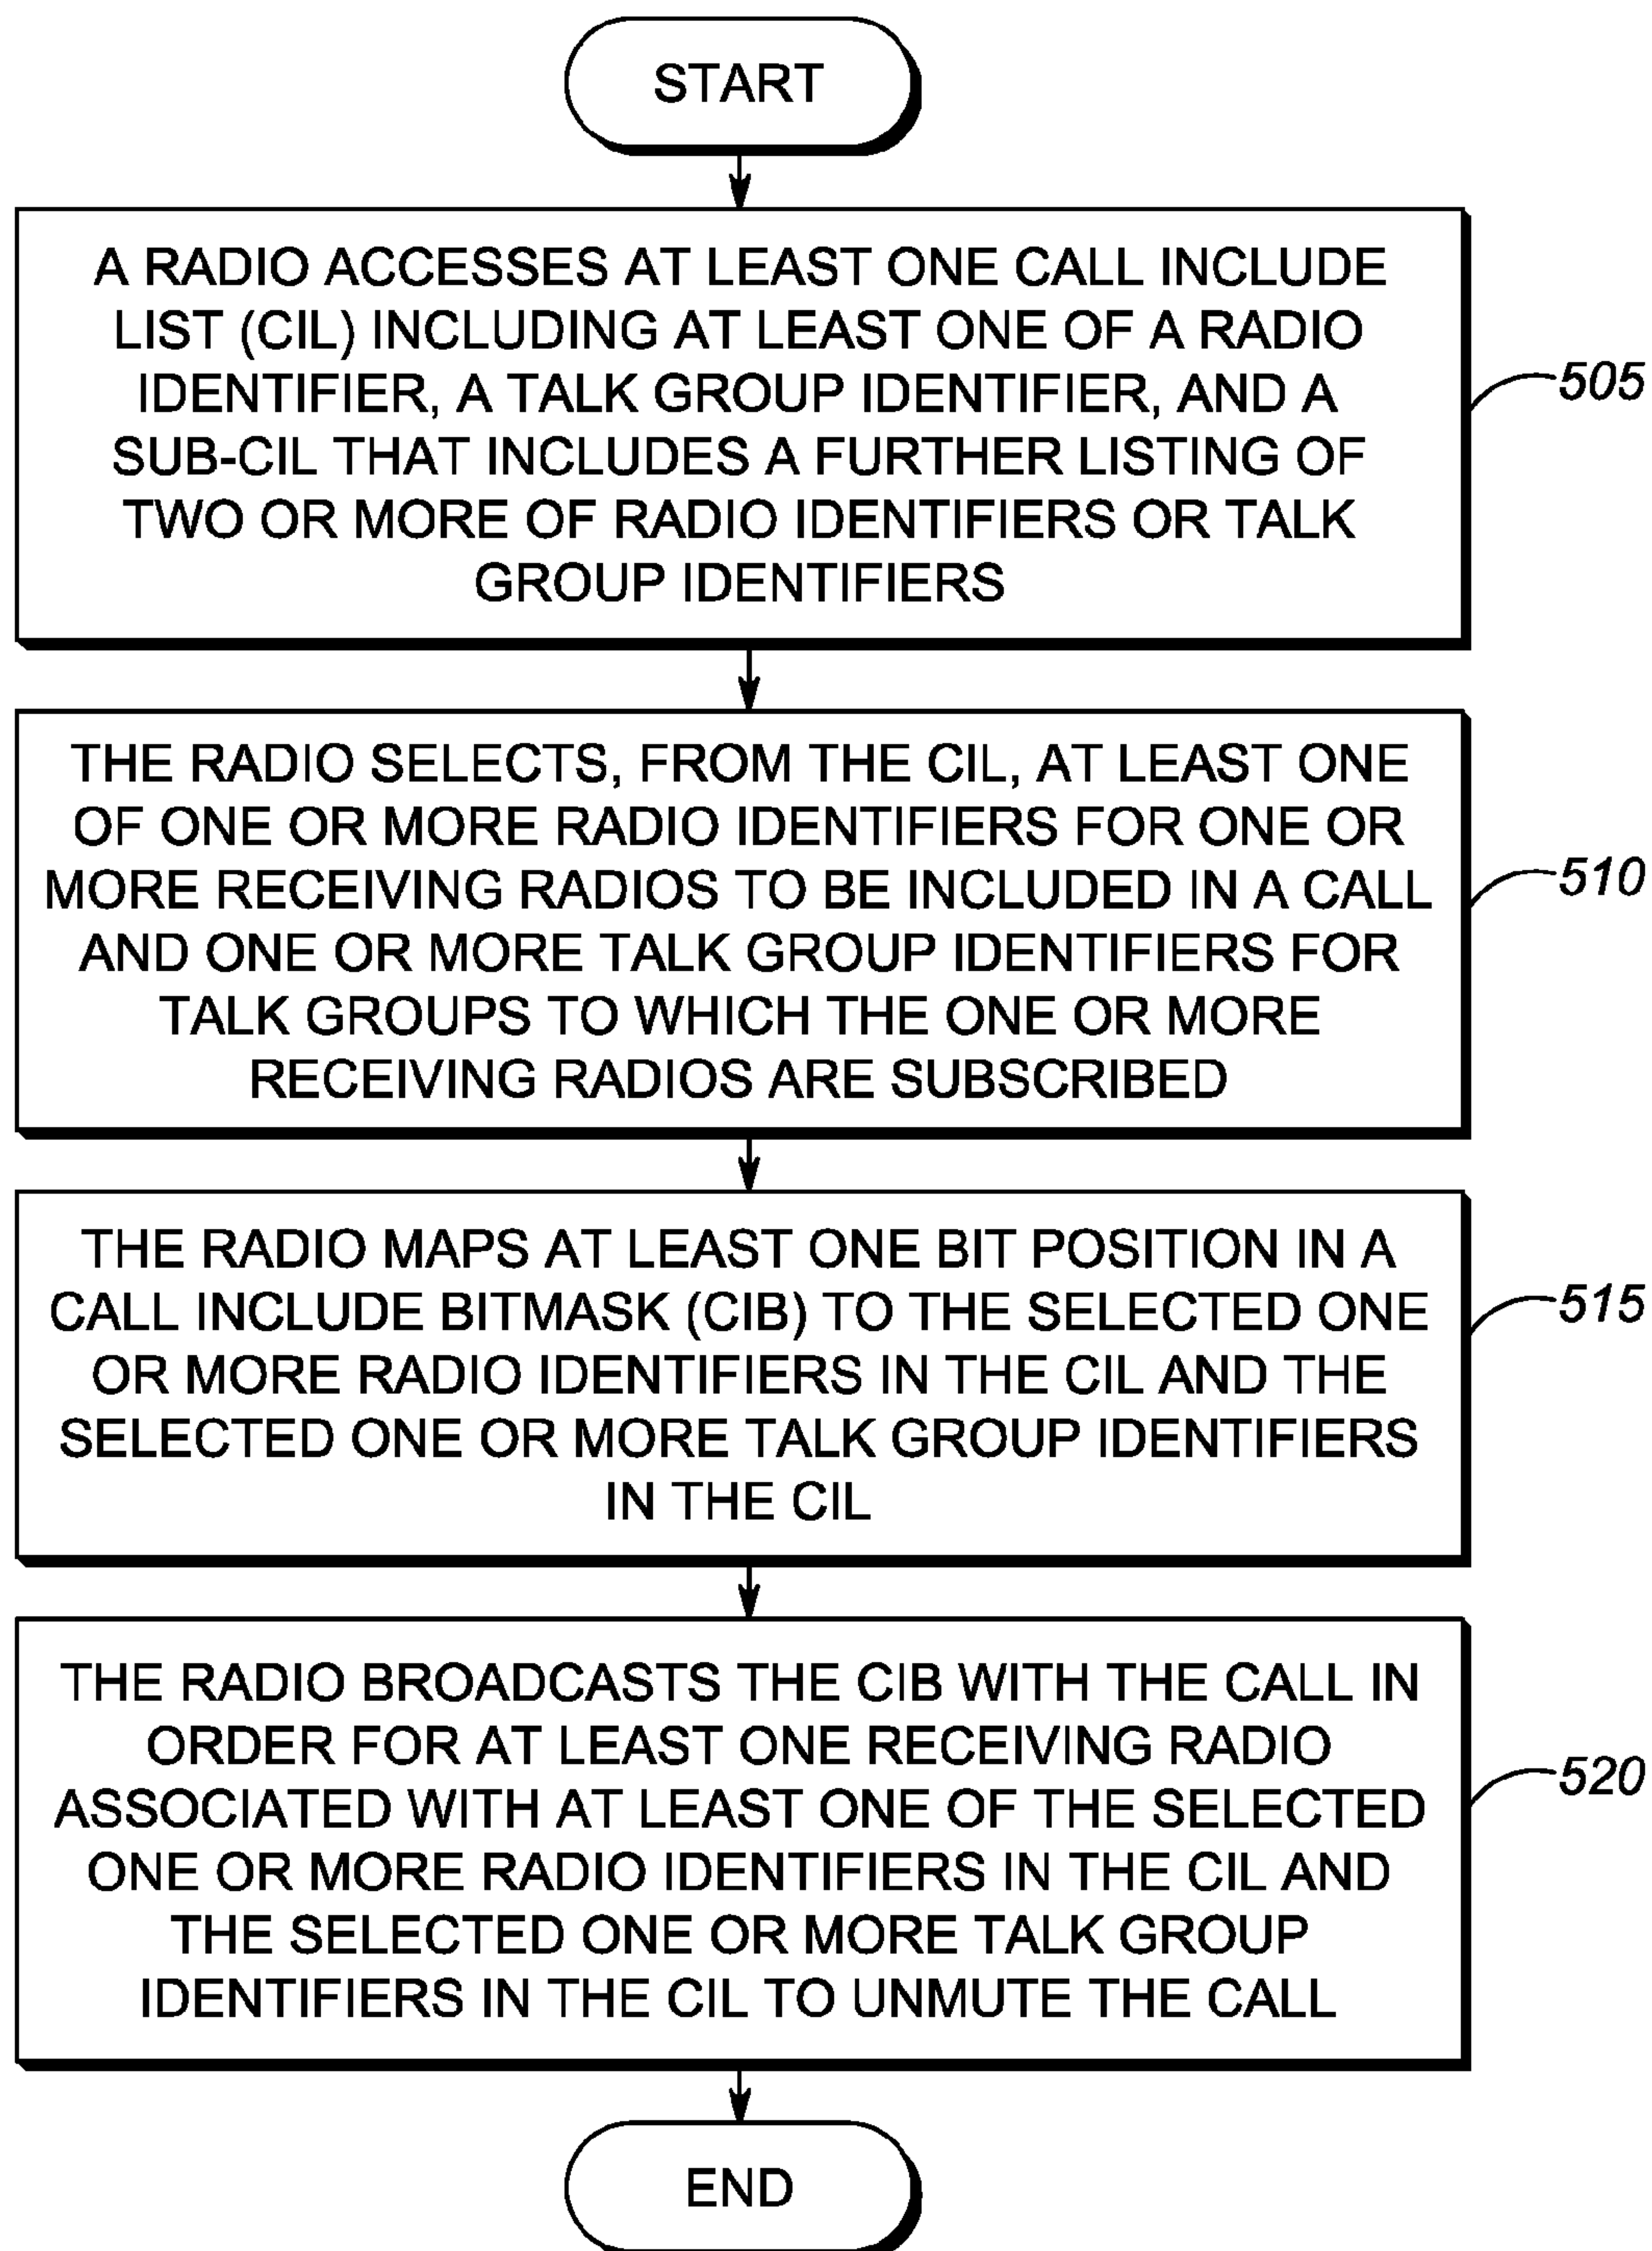 START
A RADIO ACCESSES AT LEAST ONE CALL INCLUDE
LIST (CIL) INCLUDING AT LEAST ONE OF A RADIO
IDENTIFIER, A TALK GROUP IDENTIFIER, AND A
SUB-CIL THAT INCLUDES A FURTHER LISTING OF
TWO OR MORE OF RADIO IDENTIFIERS OR TALK
GROUP IDENTIFIERS
505
THE RADIO SELECTS, FROM THE CIL, AT LEAST ONE
OF ONE OR MORE RADIO IDENTIFIERS FOR ONE OR
MORE RECEIVING RADIOS TO BE INCLUDED IN A CALL
AND ONE OR MORE TALK GROUP IDENTIFIERS FOR
TALK GROUPS TO WHICH THE ONE OR MORE
RECEIVING RADIOS ARE SUBSCRIBED
510
THE RADIO MAPS AT LEAST ONE BIT POSITION IN A
CALL INCLUDE BITMASK (CIB) TO THE SELECTED ONE
OR MORE RADIO IDENTIFIERS IN THE CIL AND THE
SELECTED ONE OR MORE TALK GROUP IDENTIFIERS
IN THE CIL
515
THE RADIO BROADCASTS THE CIB WITH THE CALL IN
ORDER FOR AT LEAST ONE RECEIVING RADIO
ASSOCIATED WITH AT LEAST ONE OF THE SELECTED
ONE OR MORE RADIO IDENTIFIERS IN THE CIL AND
THE SELECTED ONE OR MORE TALK GROUP
IDENTIFIERS IN THE CIL TO UNMUTE THE CALL
520
END